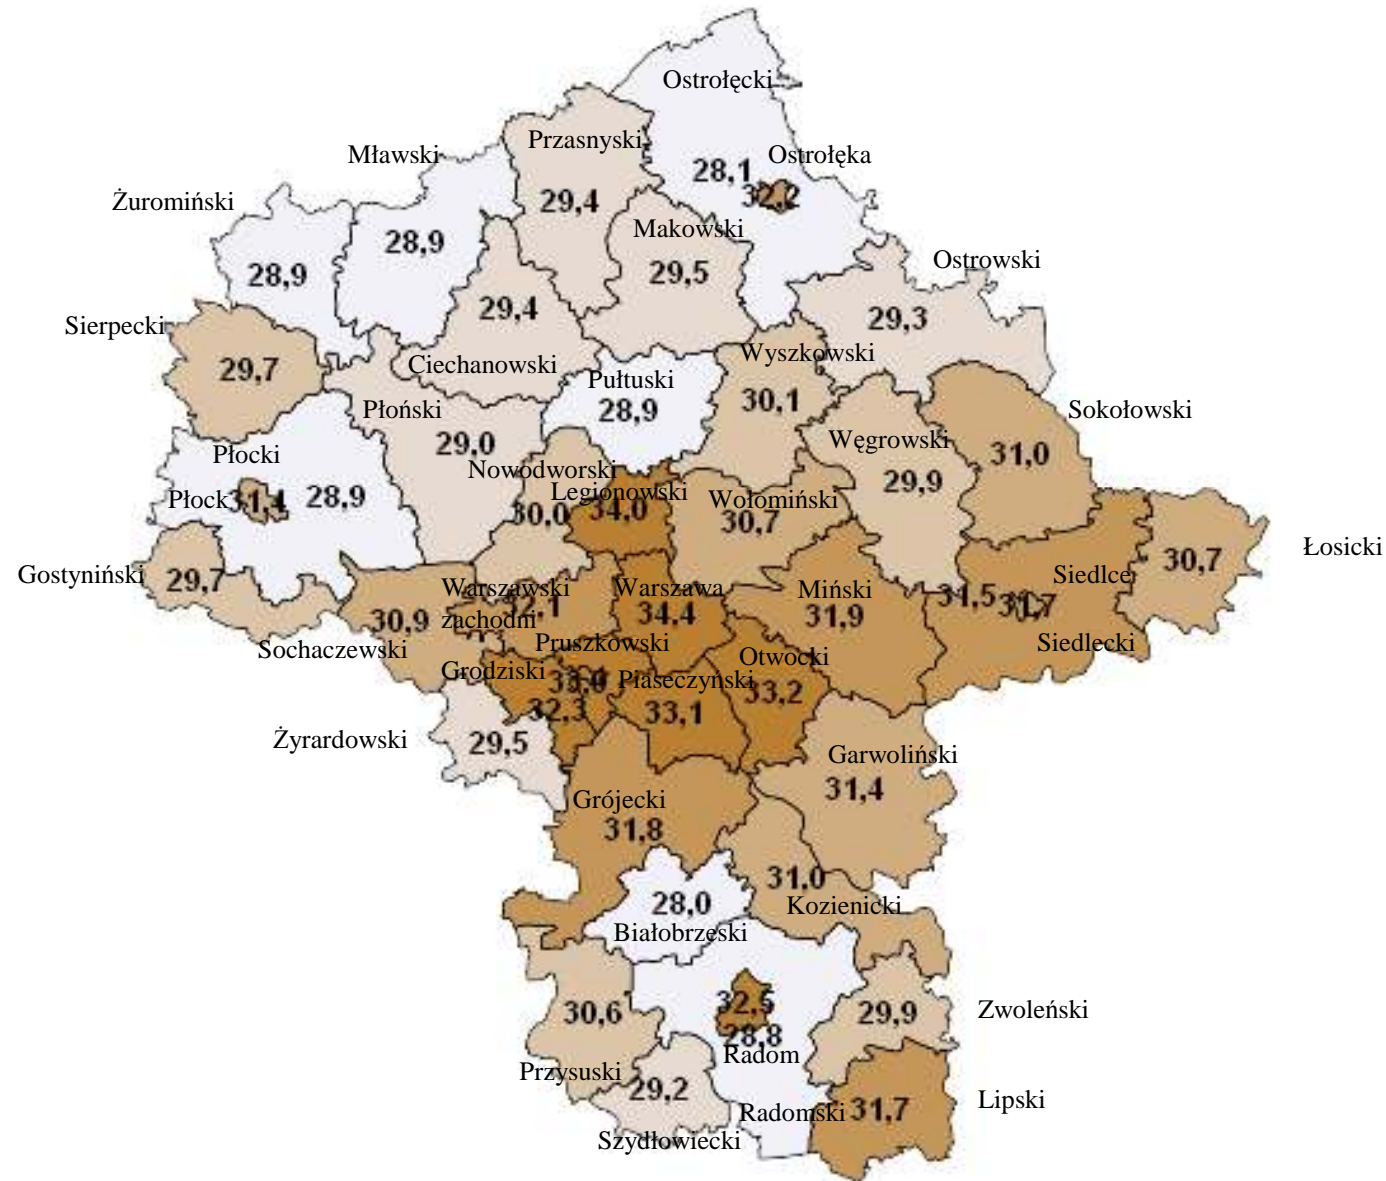 Ostrołęcki
Przasnyski
Mławski
28,1
Ostrołęka
32,2
Żuromiński
29,4
Makowski
28,9
29,5
Ostrowski
28,9
29,4
29,3
Sierpecki
Wyszkowski
29,7
Ciechanowski
Pułtuski
28,9
30,1
Płoński
Sokołowski
29,0
Węgrowski
31,0
Płocki
Nowodworski
29,9
Płock
31,4
28,9
Legionowski
Wołomiński
30,0
34,0
30,7
Łosicki
30,7
Gostyniński
29,7
Siedlce
Warszawski
zachodni
32,1
Warszawa
34,4
Miński
31,9
31,5
31,7
30,9
Sochaczewski
Pruszkowski
Siedlecki
Otwocki
Grodziski
Piaseczyński
33,2
32,3
33,1
Żyrardowski
29,5
Garwoliński
31,4
Grójecki
31,8
31,0
28,0
Kozienicki
Białobrzeski
32,5
30,6
29,9
Zwoleński
28,8
Radom
Przysuski
29,2
Radomski
31,7
Lipski
Szydłowiecki